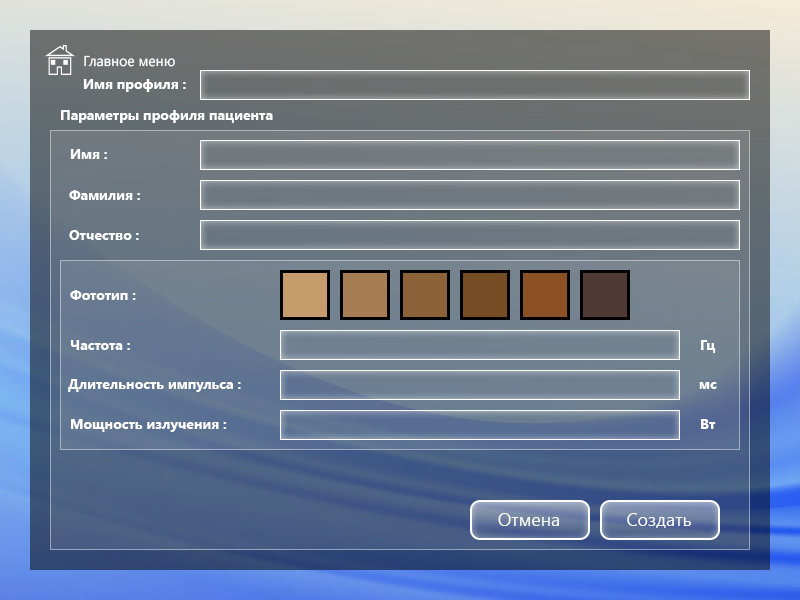 Главное меню
Имя профиля :
Параметры профиля пациента
Имя :
Фамилия :
Отчество :
Фототип :
Частота : Гц
Длительность импульса : мс
Мощность излучения : Вт
Отмена Создать